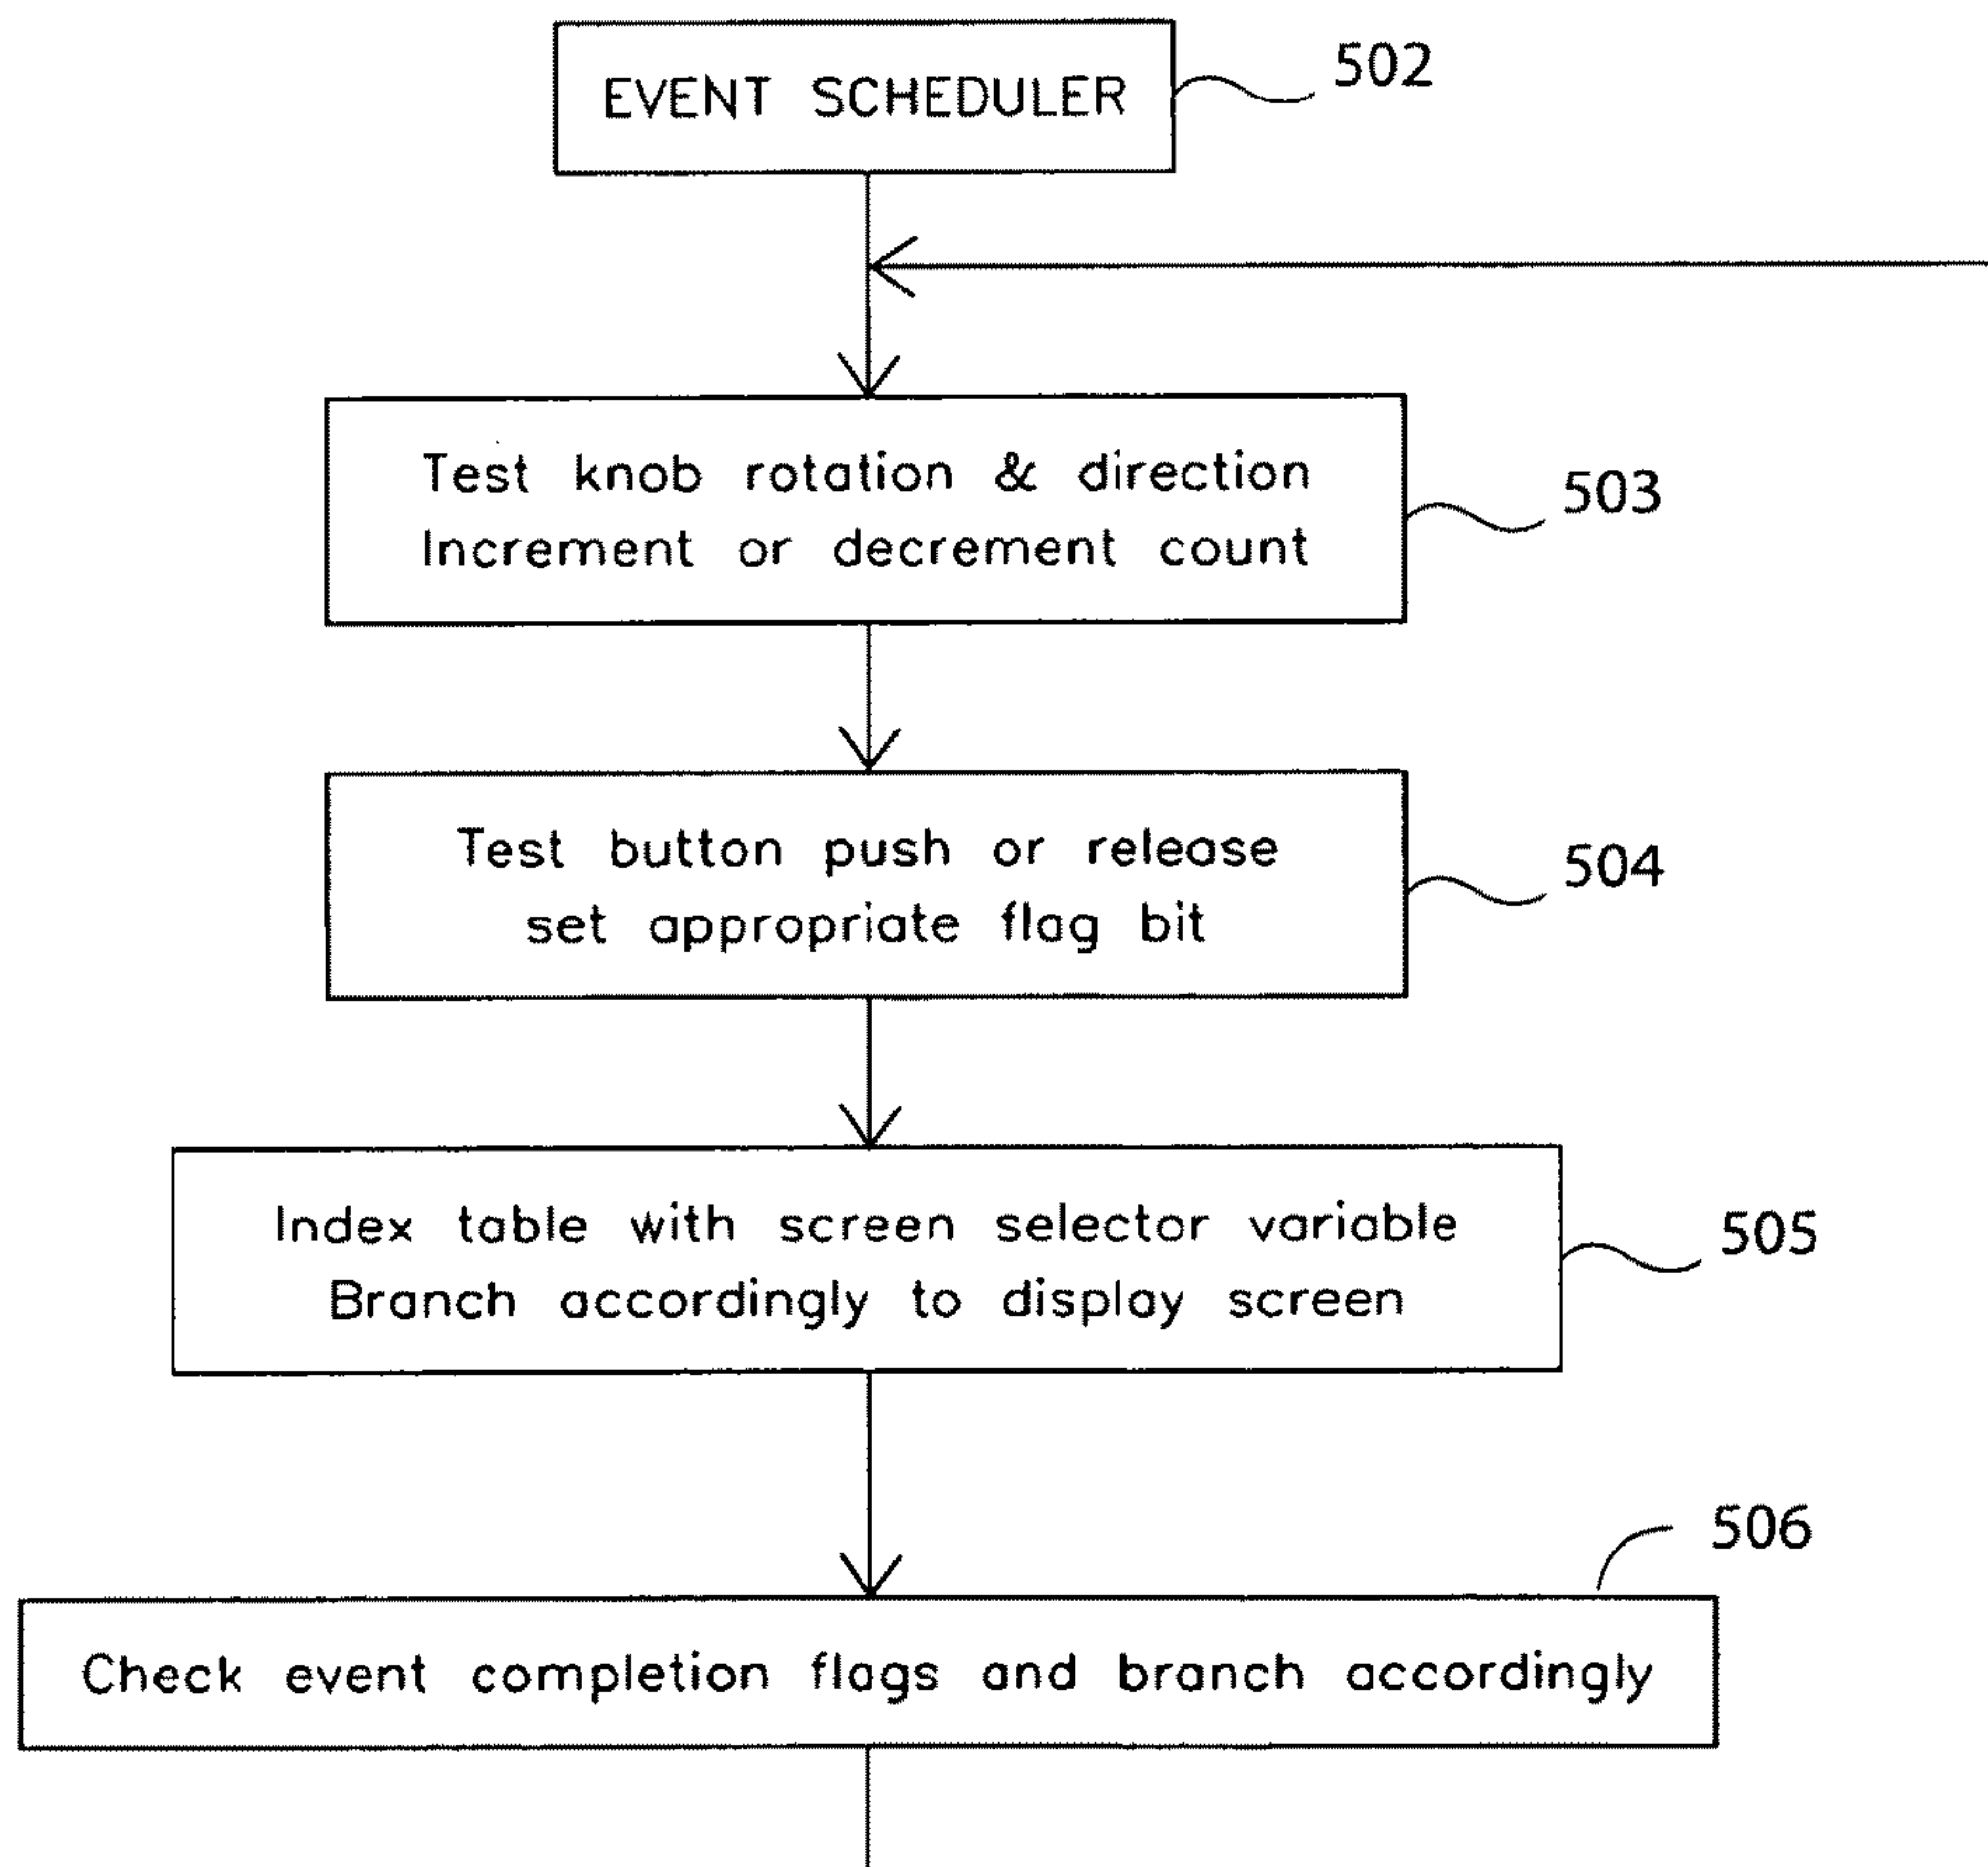 EVENT SCHEDULER
502
Test knob rotation & direction
Increment or decrement count
503
Test button push or release
set appropriate flag bit
504
Index table with screen selector variable
Branch accordingly to display screen
505
506
Check event completion flags and branch accordingly